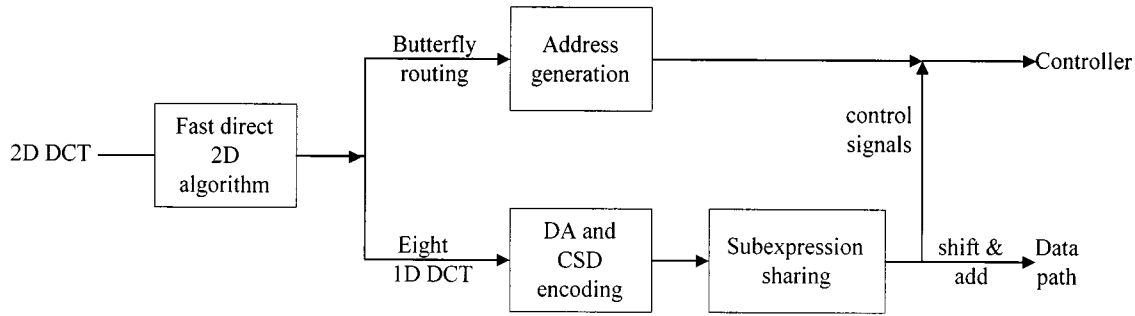 2D DCT
Fast direct
2D
algorithm
Butterfly
routing
Address
generation
Controller
control
signals
Eight
1D DCT
DA and
CSD
encoding
Subexpression
sharing
shift &
add
Data
path